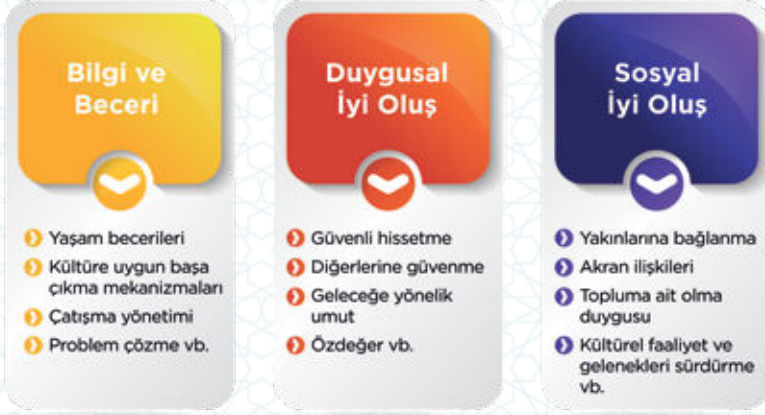 Bilgi ve
Beceri
Yaşam becerileri
Kültüre uygun başa
çıkma mekanizmaları
Çatışma yönetimi
Problem çözme vb.
Duygusal
İyi Oluş
Güvenli hissetme
Diğerlerine güvenme
Geleceğe yönelik
umut
Özdeğer vb.
Sosyal
İyi Oluş
Yakınlarına bağlanma
Akran ilişkileri
Topluma ait olma
duygusu
Kültürel faaliyet ve
gelenekleri sürdürme
vb.